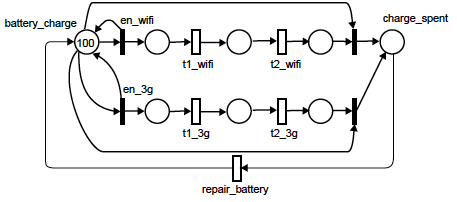 battery_charge
en_wifi
charge_spent
100
t1_wifi
t2_wifi
en_3g
t1_3g
t2_3g
repair_battery